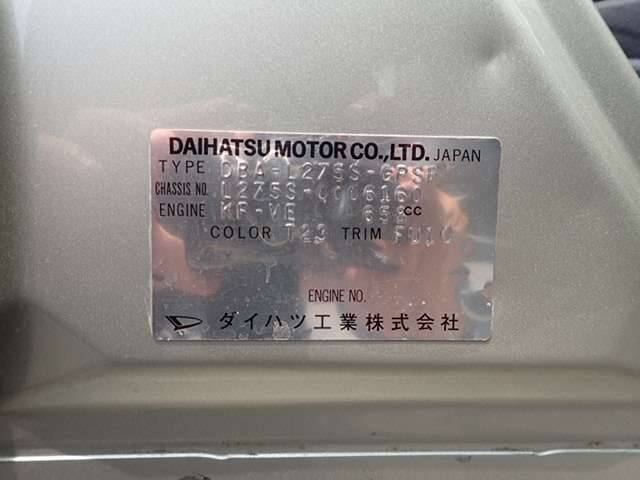 DAIHATSU MOTOR CO.,LTD. JAPAN
TYPE DBA-L275S-GPSF
CHASSIS NO. L275S-0006160
ENGINE KF-VE 658 CC
COLOR T23 TRIM FU10
ENGINE NO.
ダイハツ工業株式会社